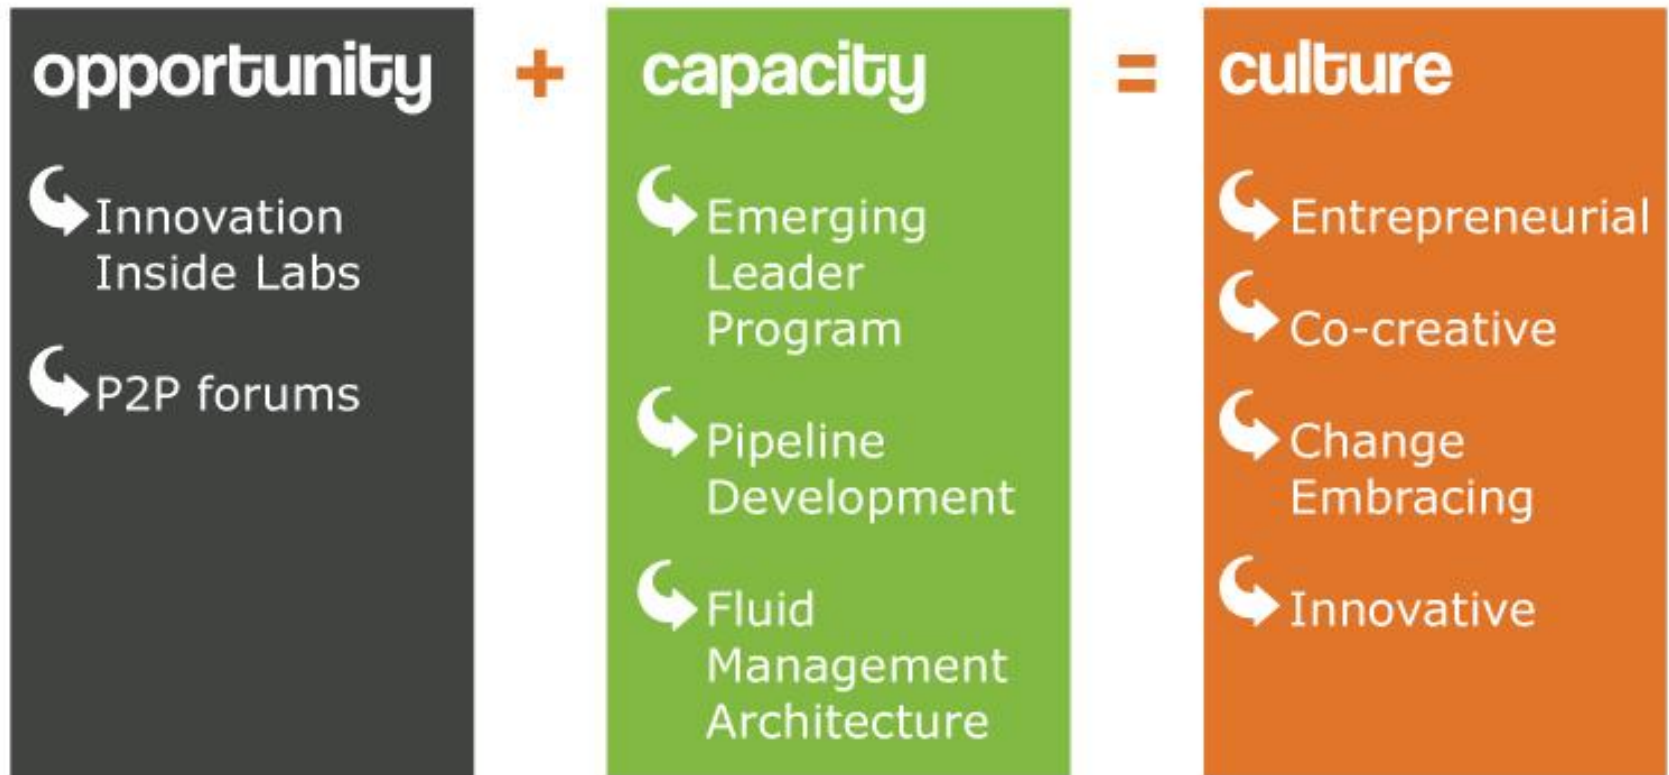 opportunity
Innovation
Inside Labs
P2P forums
+
capacity
Emerging
Leader
Program
Pipeline
Development
Fluid
Management
Architecture
=
culture
Entrepreneurial
Co-creative
Change
Embracing
Innovative